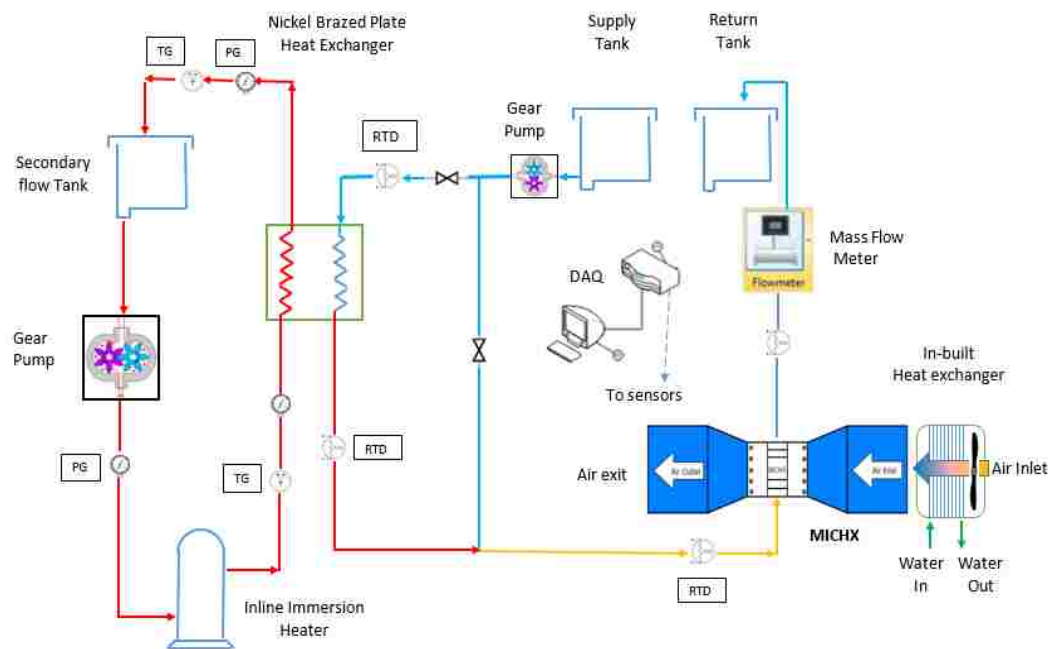 Nickel Brazed Plate
Heat Exchanger
Supply
Tank
Return
Tank
TG
PG
Gear
Pump
RTD
Secondary
flow Tank
Mass Flow
Meter
DAQ
Flowmeter
Gear
Pump
In-built
Heat exchanger
To sensors
RTD
PG
TG
Air exit
Air Outlet
Air Inlet
Air Inlet
MICHX
RTD
Water
In
Water
Out
Inline Immersion
Heater